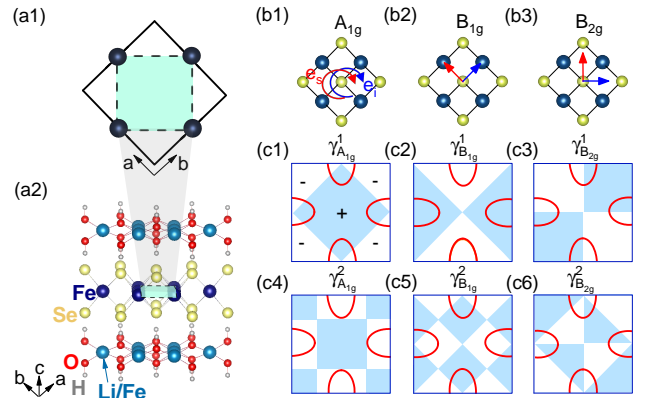 (a1)
a
b
(a2)
H
Fe
Se
O
H
Li/Fe
b
c
a
(b1)
A1g
es
ei
(b2)
B1g
(b3)
B2g
(c1)
γ¹A1g
-
-
+
-
-
(c2)
γ¹B1g
(c3)
γ¹B2g
(c4)
γ²A1g
(c5)
γ²B1g
(c6)
γ²B2g